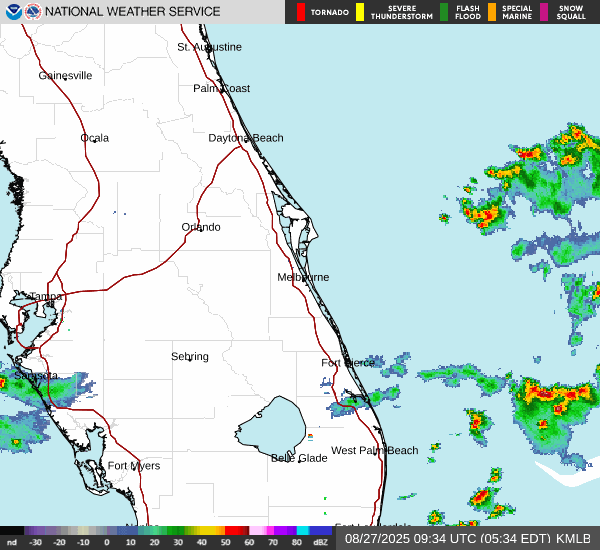 NATIONAL WEATHER SERVICE
TORNADO
SEVERE THUNDERSTORM
FLASH FLOOD
SPECIAL MARINE
SNOW SQUALL
St. Augustine
Gainesville
Palm Coast
Ocala
Daytona Beach
Orlando
Melbourne
Tampa
Sebring
Fort Pierce
Sarasota
West Palm Beach
Belle Glade
Fort Myers
nd -30 -20 -10 0 10 20 30 40 50 60 70 80 dBZ
08/27/2025 09:34 UTC (05:34 EDT) KMLB